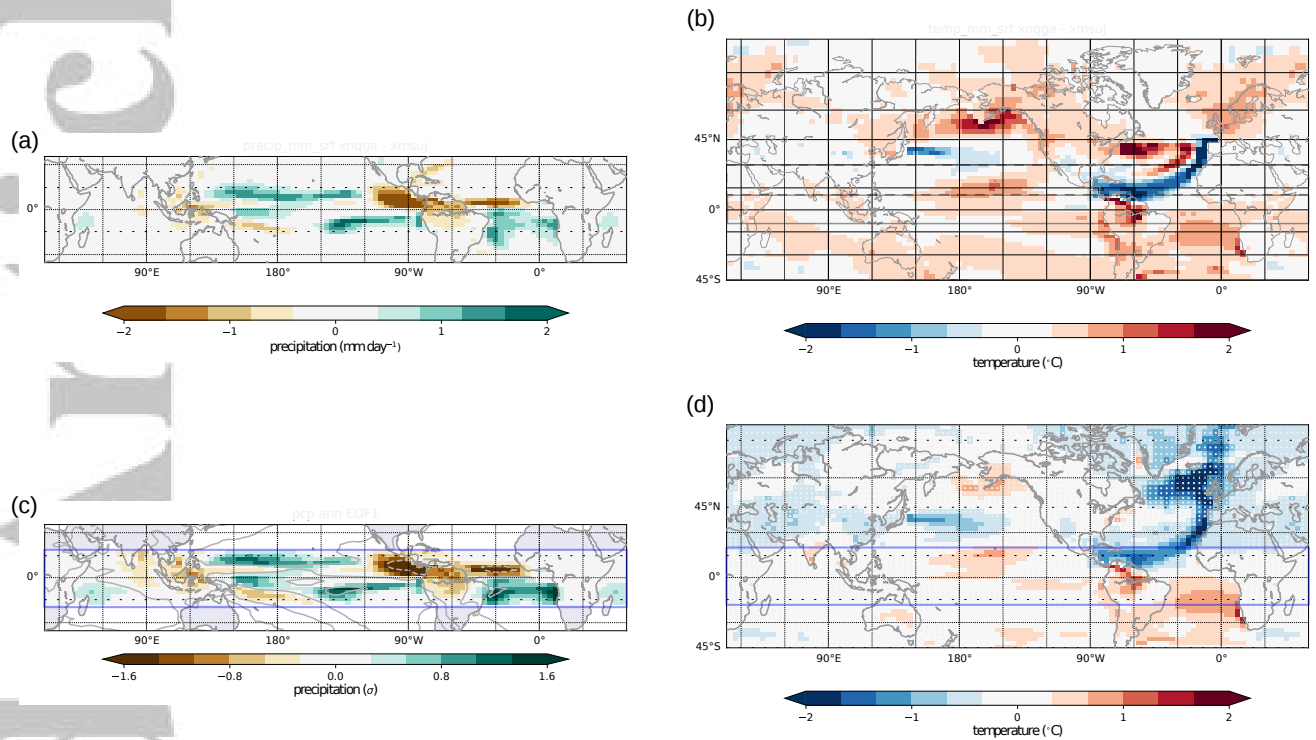 (a)
precip_mm_srf xnqga - xmsuj
0°
90°E 180° 90°W 0°
−2 −1 0 1 2
precipitation (mm day⁻¹)
(b)
temp_mm_srf xnqga - xmsuj
45°N
0°
45°S
90°E 180° 90°W 0°
−2 −1 0 1 2
temperature (°C)
(c)
pcp ann EOF1
0°
90°E 180° 90°W 0°
−1.6 −0.8 0.0 0.8 1.6
precipitation (σ)
(d)
45°N
0°
45°S
90°E 180° 90°W 0°
−2 −1 0 1 2
temperature (°C)